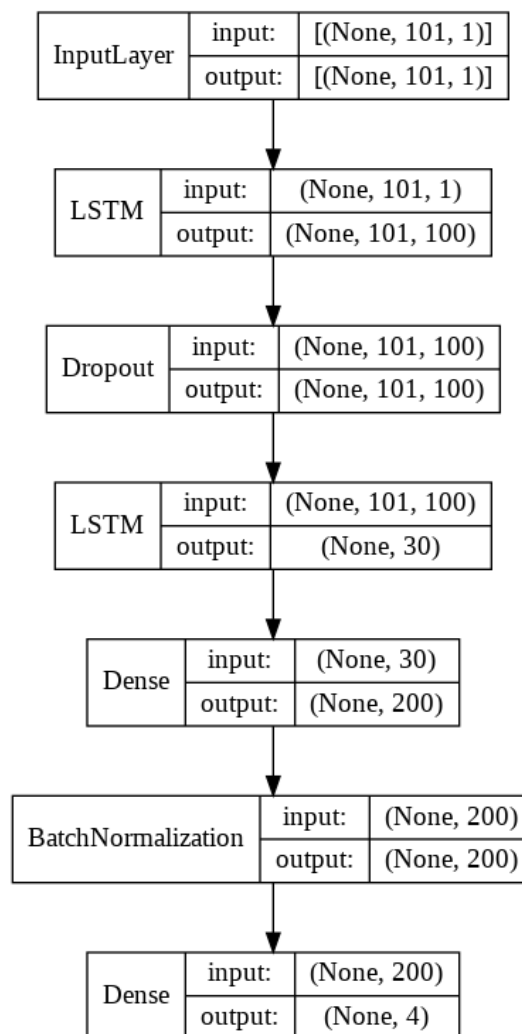 InputLayer
input: [(None, 101, 1)]
output: [(None, 101, 1)]
LSTM
input: (None, 101, 1)
output: (None, 101, 100)
Dropout
input: (None, 101, 100)
output: (None, 101, 100)
LSTM
input: (None, 101, 100)
output: (None, 30)
Dense
input: (None, 30)
output: (None, 200)
BatchNormalization
input: (None, 200)
output: (None, 200)
Dense
input: (None, 200)
output: (None, 4)